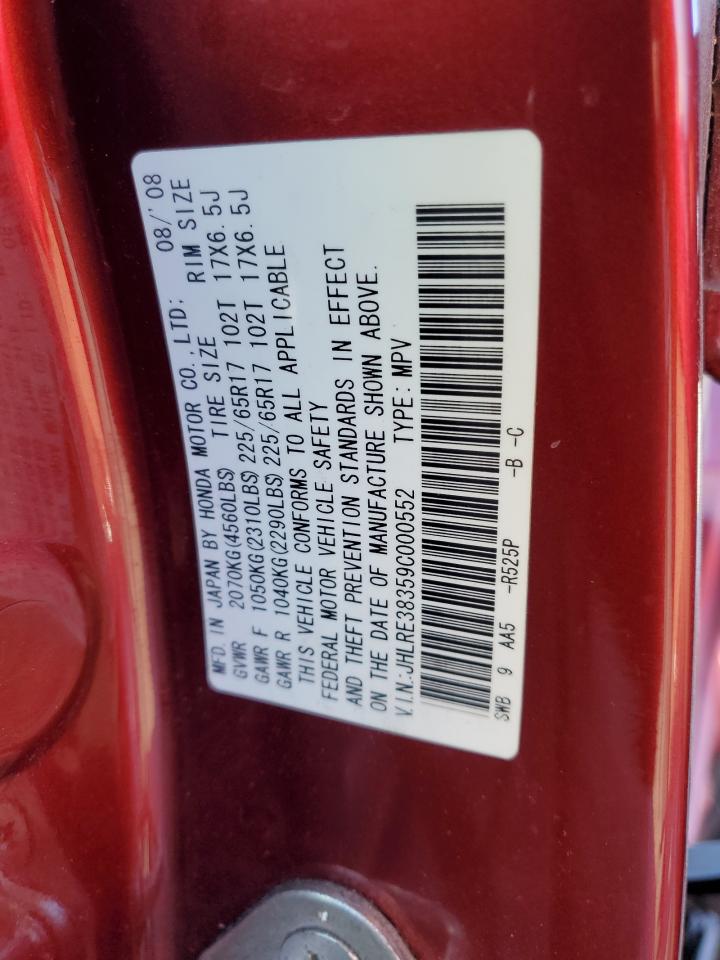 MFD. IN JAPAN BY HONDA MOTOR CO., LTD; 08/'08
GVWR 2070KG(4560LBS) TIRE SIZE RIM SIZE
GAWR F 1050KG(2310LBS) 225/65R17 102T 17X6.5J
GAWR R 1040KG(2290LBS) 225/65R17 102T 17X6.5J
THIS VEHICLE CONFORMS TO ALL APPLICABLE
FEDERAL MOTOR VEHICLE SAFETY
AND THEFT PREVENTION STANDARDS IN EFFECT
ON THE DATE OF MANUFACTURE SHOWN ABOVE.
V.I.N.:JHLRE38359C000552 TYPE: MPV
SWB 9 AA5 -R525P -B -C